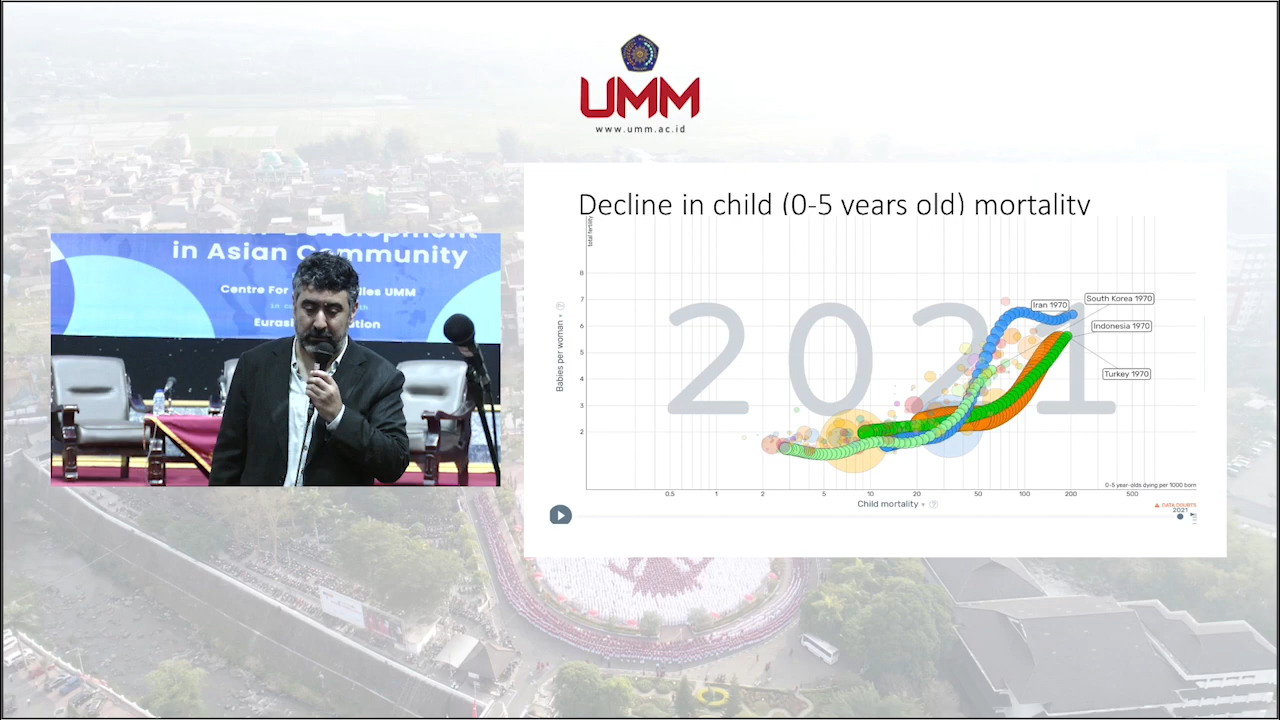 UMM
www.umm.ac.id
Decline in child (0-5 years old) mortality
total fertility
8
7
6
5
4
3
2
Babies per woman
2021
Iran 1970
South Korea 1970
Indonesia 1970
Turkey 1970
0-5 year-olds dying per 1000 born
0.5 1 2 5 10 20 50 100 200 500
Child mortality
DATA DOUBTS
2021
in Asian Community
Centre For
UMM